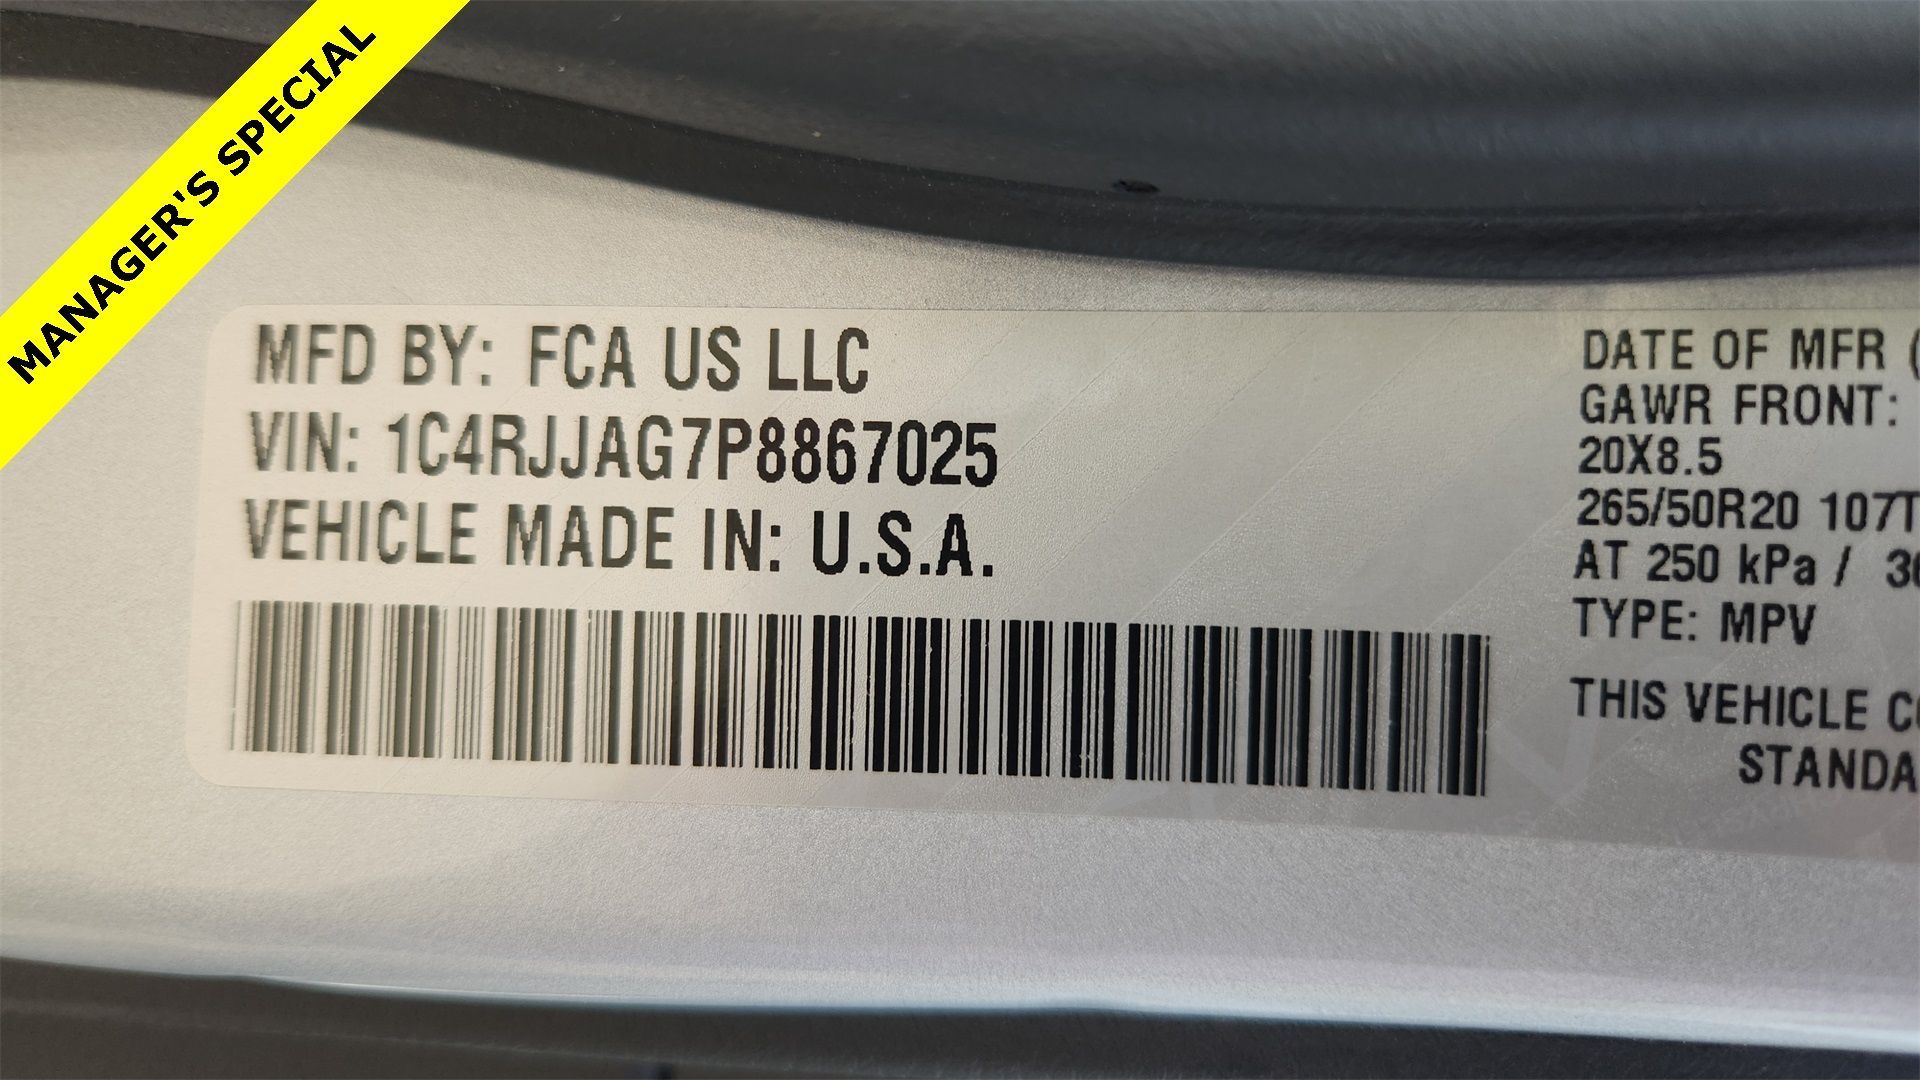 MANAGER'S SPECIAL
MFD BY: FCA US LLC
VIN: 1C4RJJAG7P8867025
VEHICLE MADE IN: U.S.A.
DATE OF MFR (
GAWR FRONT:
20X8.5
265/50R20 107T
AT 250 kPa /
TYPE: MPV
THIS VEHICLE